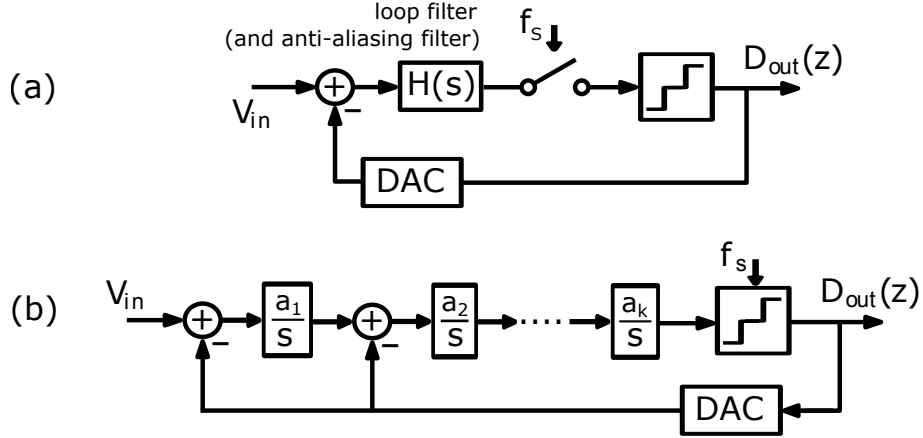 loop filter
(and anti-aliasing filter)
fs
(a)
Vin
+
−
H(s)
Dout(z)
DAC
(b)
Vin
+
−
a1
s
+
−
a2
s
.....
ak
s
fs
Dout(z)
DAC